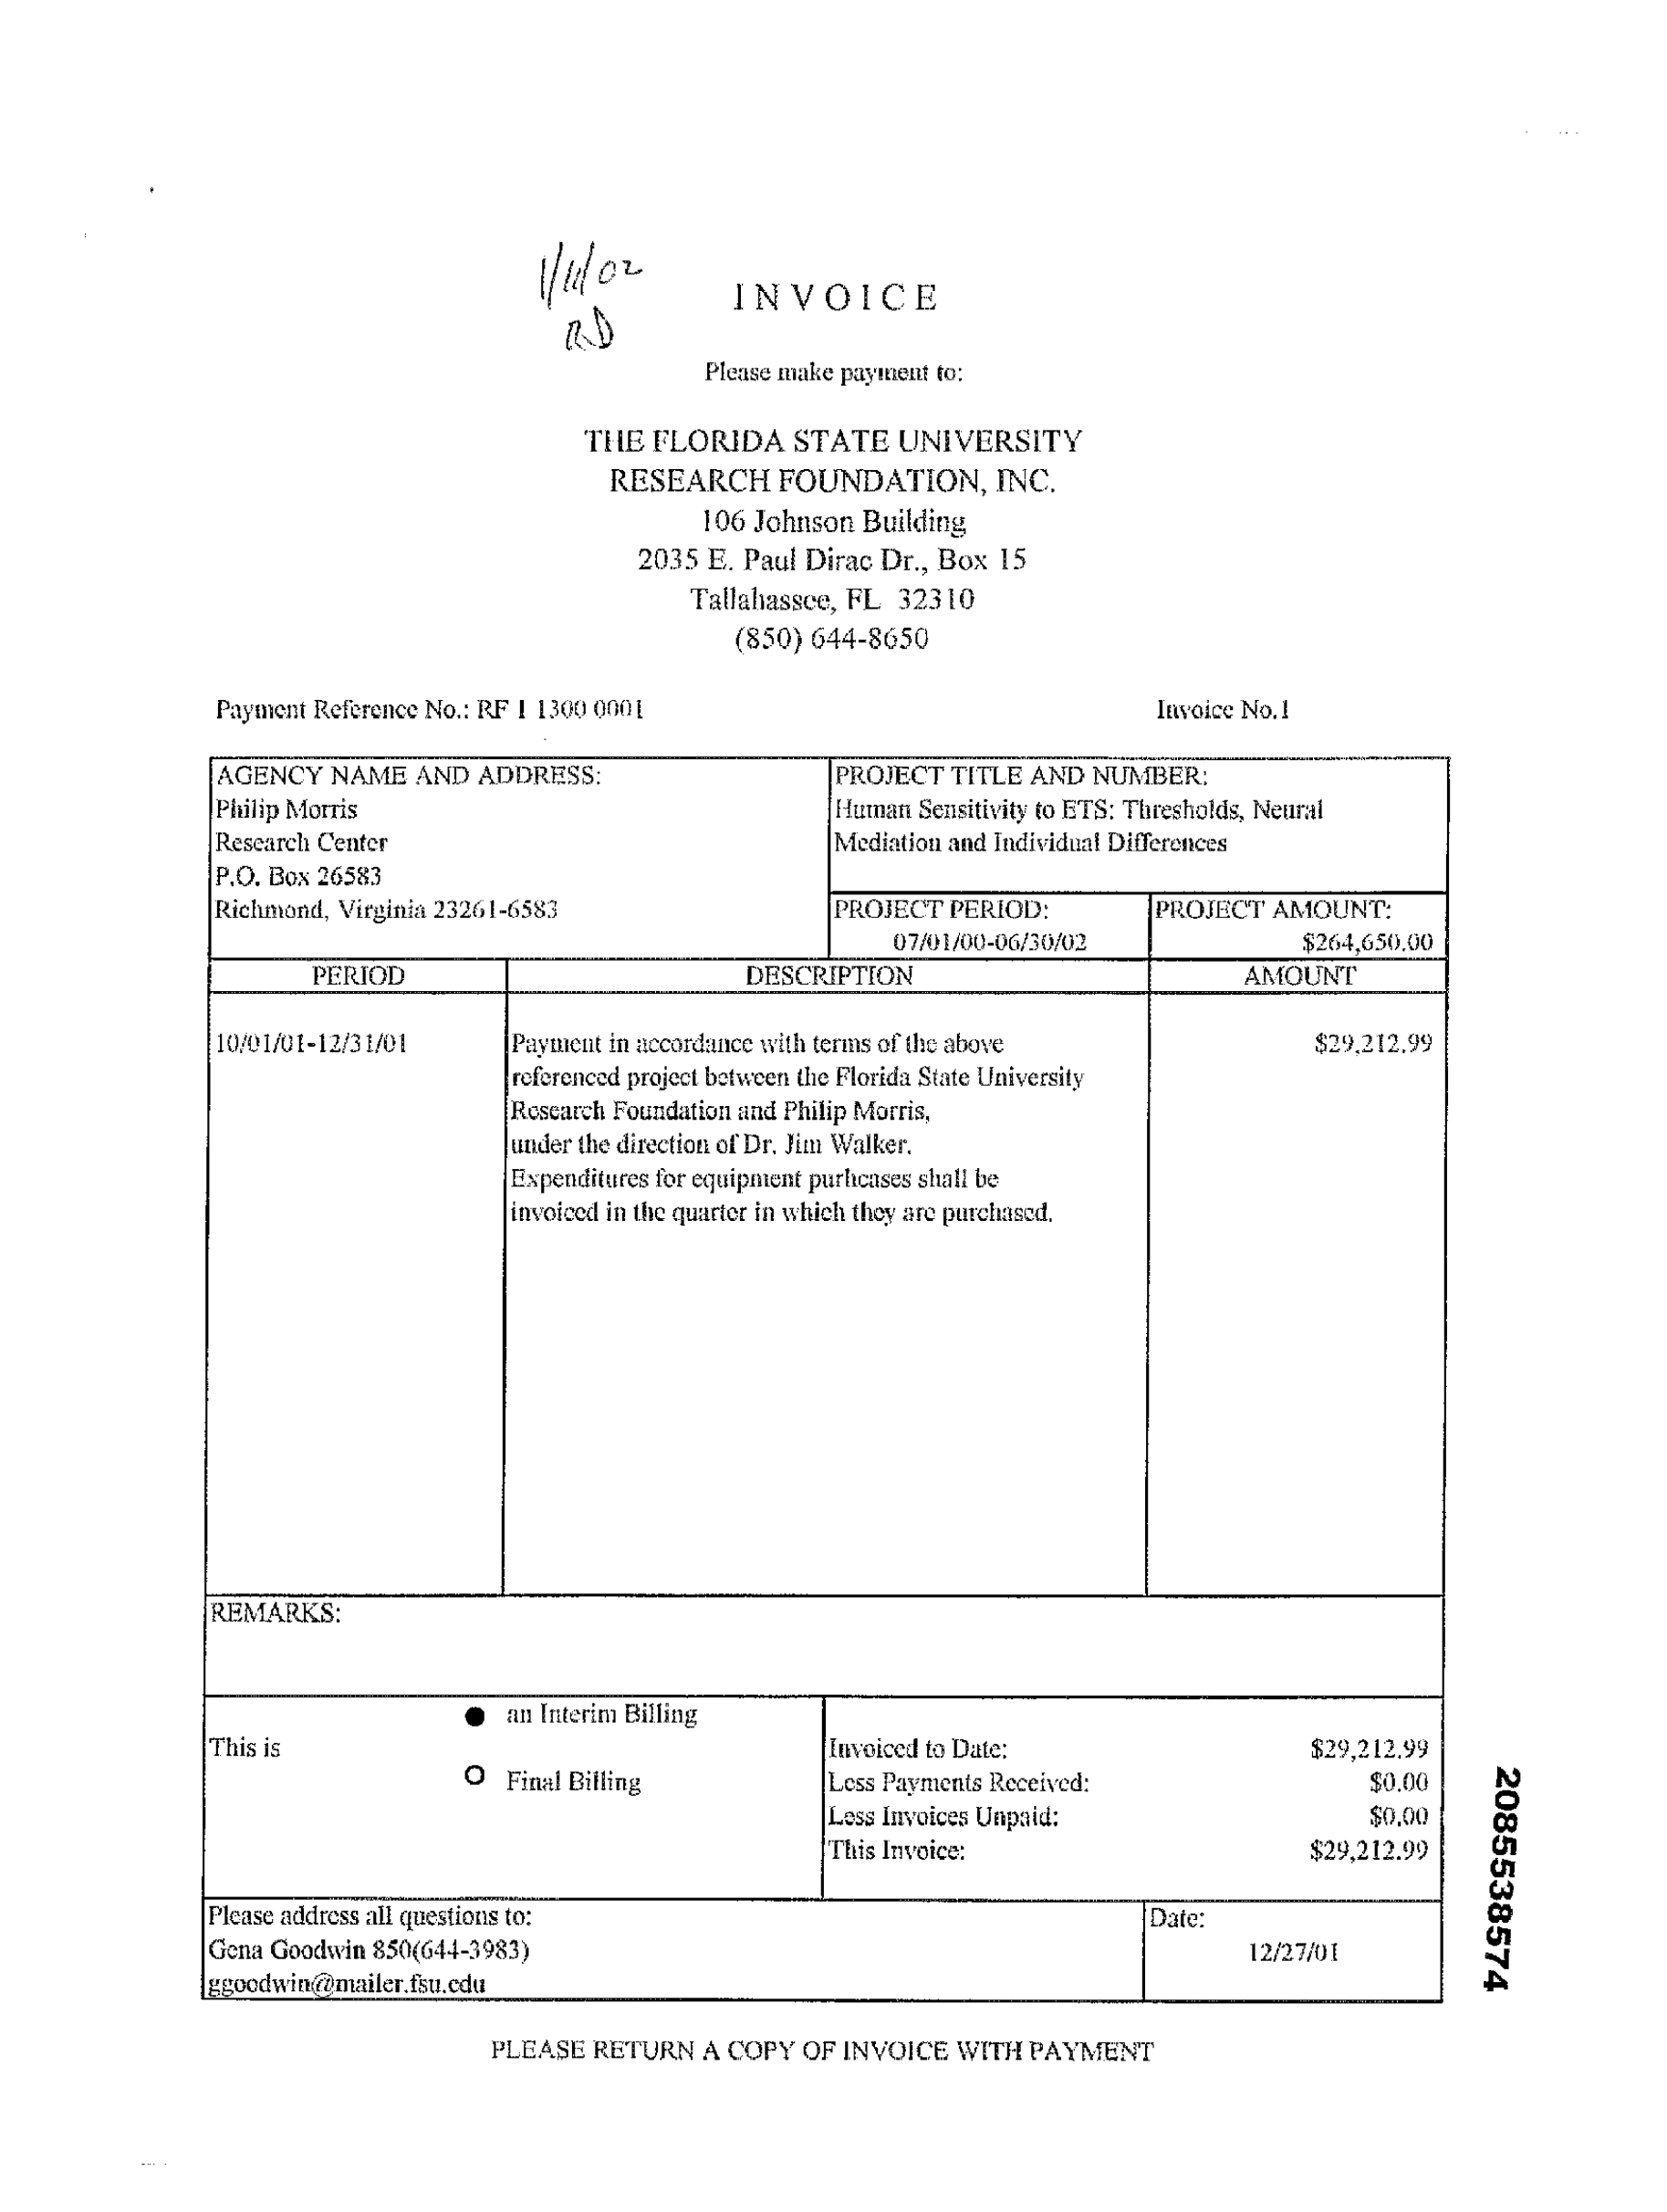 1/11/02
RD
INVOICE
Please make payment to:
THE FLORIDA STATE UNIVERSITY
RESEARCH FOUNDATION, INC.
106 Johnson Building
2035 E. Paul Dirac Dr., Box 15
Tallahassee, FL 32310
(850) 644-8650
Payment Reference No.: RF I 1300 0001 Invoice No.1
AGENCY NAME AND ADDRESS: PROJECT TITLE AND NUMBER:
Philip Morris Human Sensitivity to ETS: Thresholds, Neural
Research Center Mediation and Individual Differences
P.O. Box 26583
Richmond, Virginia 23261-6583 PROJECT PERIOD: PROJECT AMOUNT:
07/01/00-06/30/02 $264,650.00
PERIOD DESCRIPTION AMOUNT
10/01/01-12/31/01 Payment in accordance with terms of the above $29,212.99
referenced project between the Florida State University
Research Foundation and Philip Morris,
under the direction of Dr. Jim Walker.
Expenditures for equipment purhcases shall be
invoiced in the quarter in which they are purchased.
REMARKS:
an Interim Billing
This is Invoiced to Date: $29,212.99
Final Billing Less Payments Received: $0.00
Less Invoices Unpaid: $0.00
This Invoice: $29,212.99
Please address all questions to: Date:
Gena Goodwin 850(644-3983) 12/27/01
ggoodwin@mailer.fsu.edu
PLEASE RETURN A COPY OF INVOICE WITH PAYMENT
2085538574